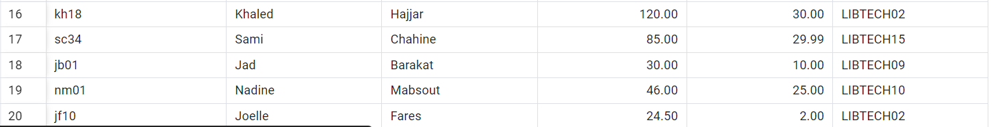 16 kh18 Khaled Hajjar 120.00 30.00 LIBTECH02
17 sc34 Sami Chahine 85.00 29.99 LIBTECH15
18 jb01 Jad Barakat 30.00 10.00 LIBTECH09
19 nm01 Nadine Mabsout 46.00 25.00 LIBTECH10
20 jf10 Joelle Fares 24.50 2.00 LIBTECH02